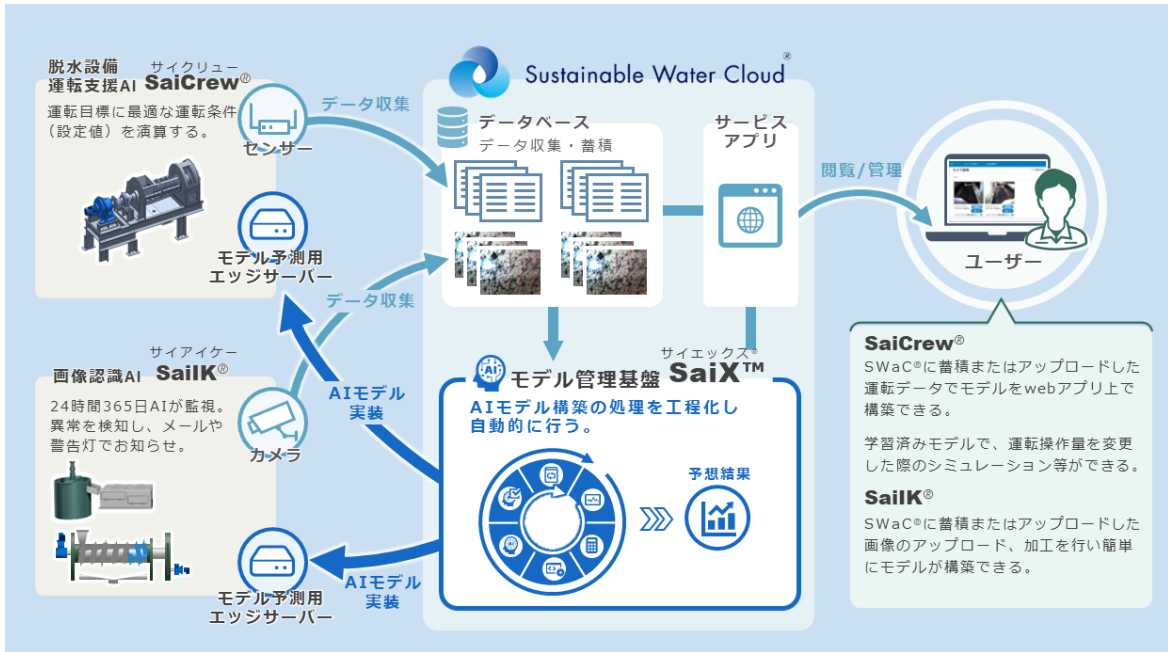 脱水設備
運転支援AI
サイクリュー
SaiCrew®
運転目標に最適な運転条件
（設定値）を演算する。
センサー
モデル予測用
エッジサーバー
データ収集
データ収集
サイアイケー
画像認識AI SaiIK®
24時間365日AIが監視。
異常を検知し、メールや
警告灯でお知らせ。
カメラ
モデル予測用
エッジサーバー
AIモデル
実装
AIモデル
実装
Sustainable Water Cloud®
データベース
データ収集・蓄積
サービス
アプリ
サイエックス®
AI
モデル管理基盤 SaiX™
AIモデル構築の処理を工程化し
自動的に行う。
予想結果
閲覧/管理
ユーザー
SaiCrew®
SWaC®に蓄積またはアップロードした
運転データでモデルをwebアプリ上で
構築できる。
学習済みモデルで、運転操作量を変更
した際のシミュレーション等ができる。
SaiIK®
SWaC®に蓄積またはアップロードした
画像のアップロード、加工を行い簡単
にモデルが構築できる。